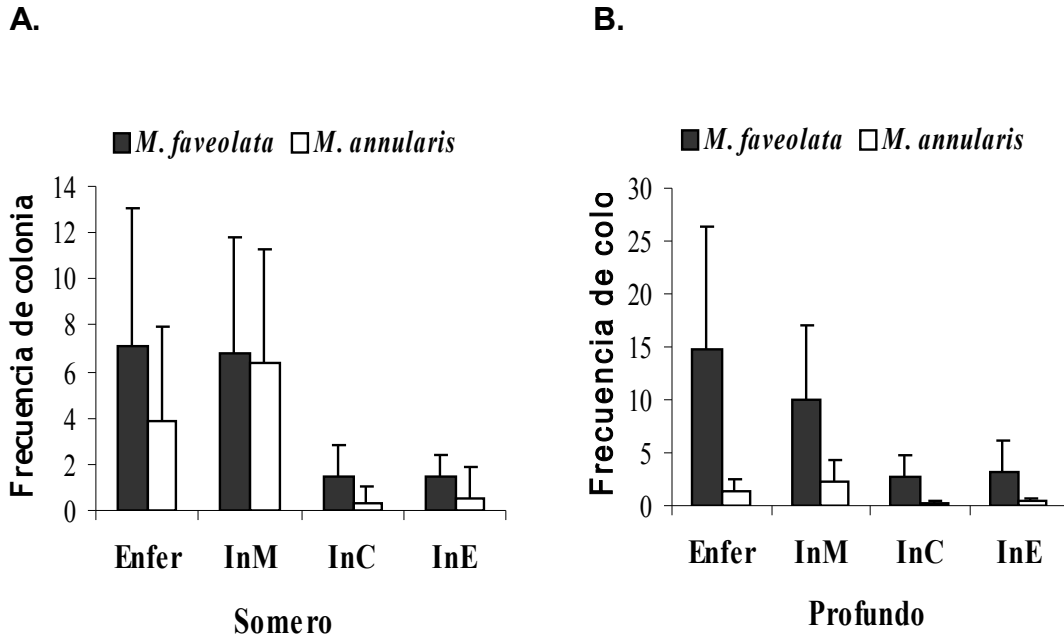 A.
B.
M. faveolata M. annularis
M. faveolata M. annularis
Frecuencia de colonia
14
12
10
8
6
4
2
0
Enfer InM InC InE
Somero
Frecuencia de colo
30
25
20
15
10
5
0
Enfer InM InC InE
Profundo